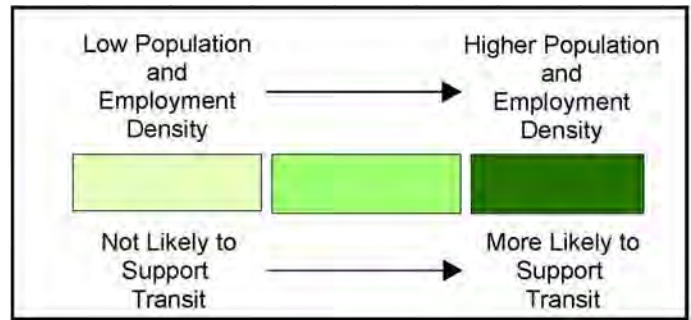 Low Population
and
Employment
Density
Higher Population
and
Employment
Density
Not Likely to
Support
Transit
More Likely to
Support
Transit